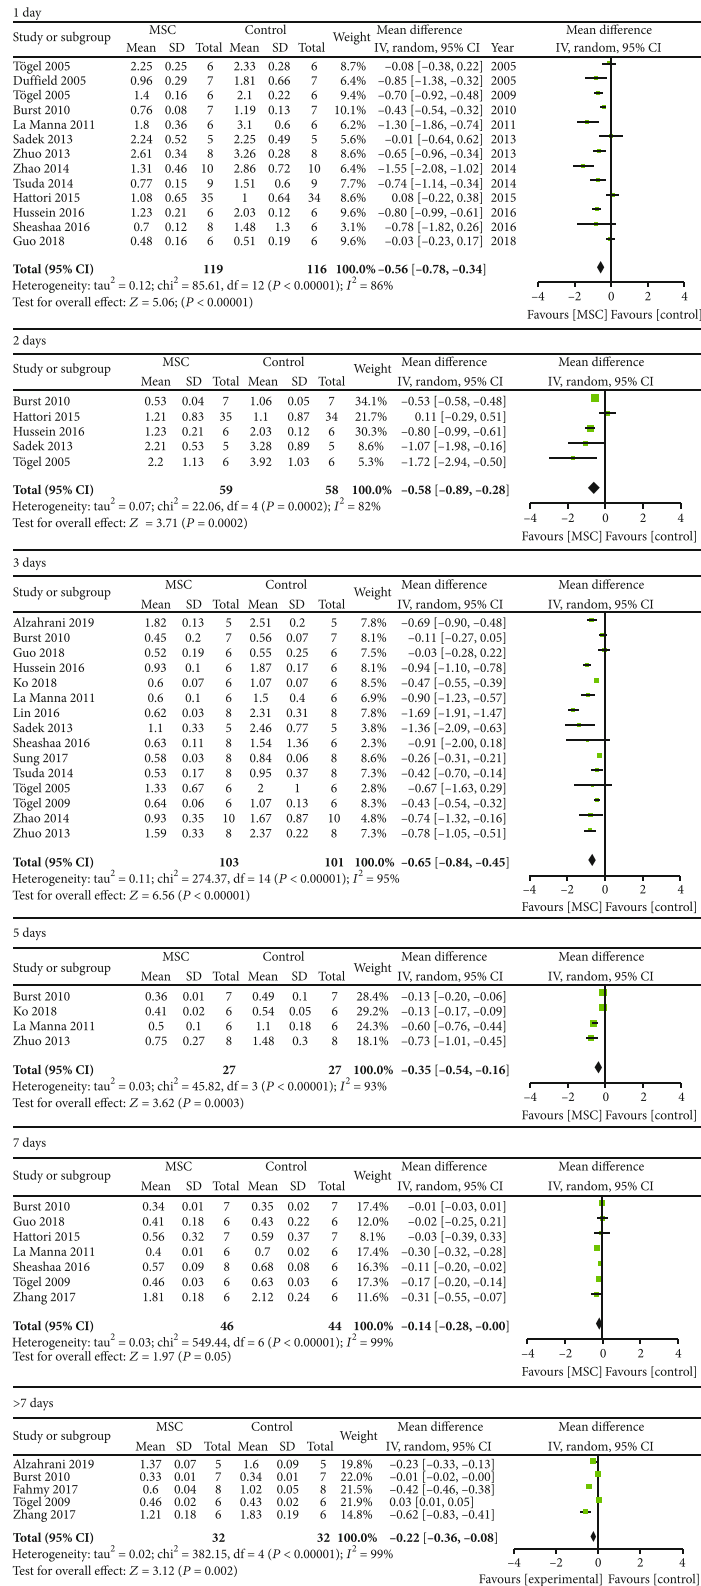 1 day
Study or subgroup MSC Control Weight Mean difference Mean difference
Mean SD Total Mean SD Total IV, random, 95% CI Year IV, random, 95% CI
Tögel 2005 2.25 0.25 6 2.33 0.28 6 8.7% −0.08 [−0.38, 0.22] 2005
Duffield 2005 0.96 0.29 7 1.81 0.66 7 6.4% −0.85 [−1.38, −0.32] 2005
Tögel 2005 1.4 0.16 6 2.1 0.22 6 9.4% −0.70 [−0.92, −0.48] 2009
Burst 2010 0.76 0.08 7 1.19 0.13 7 10.1% −0.43 [−0.54, −0.32] 2010
La Manna 2011 1.8 0.36 6 3.1 0.6 6 6.2% −1.30 [−1.86, −0.74] 2011
Sadek 2013 2.24 0.52 5 2.25 0.49 5 5.4% −0.01 [−0.64, 0.62] 2013
Zhuo 2013 2.61 0.34 8 3.26 0.28 8 8.6% −0.65 [−0.96, −0.34] 2013
Zhao 2014 1.31 0.46 10 2.86 0.72 10 6.4% −1.55 [−2.08, −1.02] 2014
Tsuda 2014 0.77 0.15 9 1.51 0.6 9 7.6% −0.74 [−1.14, −0.34] 2014
Hattori 2015 1.08 0.65 35 1 0.64 34 8.7% 0.08 [−0.22, 0.38] 2015
Hussein 2016 1.23 0.21 6 2.03 0.12 6 9.6% −0.80 [−0.99, −0.61] 2016
Sheashaa 2016 0.7 0.12 8 1.48 1.3 6 3.1% −0.78 [−1.82, 0.26] 2016
Guo 2018 0.48 0.16 6 0.51 0.19 6 9.6% −0.03 [−0.23, 0.17] 2018
Total (95% CI) 119 116 100.0% −0.56 [−0.78, −0.34]
Heterogeneity: tau2 = 0.12; chi2 = 85.61, df = 12 (P < 0.00001); I2 = 86%
Test for overall effect: Z = 5.06; (P < 0.00001)
−4 −2 0 2 4
Favours [MSC] Favours [control]
2 days
Study or subgroup MSC Control Weight Mean difference Mean difference
Mean SD Total Mean SD Total IV, random, 95% CI IV, random, 95% CI
Burst 2010 0.53 0.04 7 1.06 0.05 7 34.1% −0.53 [−0.58, −0.48]
Hattori 2015 1.21 0.83 35 1.1 0.87 34 21.7% 0.11 [−0.29, 0.51]
Hussein 2016 1.23 0.21 6 2.03 0.12 6 30.3% −0.80 [−0.99, −0.61]
Sadek 2013 2.21 0.53 5 3.28 0.89 5 8.6% −1.07 [−1.98, −0.16]
Tögel 2005 2.2 1.13 6 3.92 1.03 6 5.3% −1.72 [−2.94, −0.50]
Total (95% CI) 59 58 100.0% −0.58 [−0.89, −0.28]
Heterogeneity: tau2 = 0.07; chi2 = 22.06, df = 4 (P = 0.0002); I2 = 82%
Test for overall effect: Z = 3.71 (P = 0.0002)
−4 −2 0 2 4
Favours [MSC] Favours [control]
3 days
Study or subgroup MSC Control Weight Mean difference Mean difference
Mean SD Total Mean SD Total IV, random, 95% CI IV, random, 95% CI
Alzahrani 2019 1.82 0.13 5 2.51 0.2 5 7.8% −0.69 [−0.90, −0.48]
Burst 2010 0.45 0.2 7 0.56 0.07 7 8.1% −0.11 [−0.27, 0.05]
Guo 2018 0.52 0.19 6 0.55 0.25 6 7.6% −0.03 [−0.28, 0.22]
Hussein 2016 0.93 0.1 6 1.87 0.17 6 8.1% −0.94 [−1.10, −0.78]
Ko 2018 0.6 0.07 6 1.07 0.07 6 8.4% −0.47 [−0.55, −0.39]
La Manna 2011 0.6 0.1 6 1.5 0.4 6 6.9% −0.90 [−1.23, −0.57]
Lin 2016 0.62 0.03 8 2.31 0.31 8 7.8% −1.69 [−1.91, −1.47]
Sadek 2013 1.1 0.33 5 2.46 0.77 5 3.8% −1.36 [−2.09, −0.63]
Sheashaa 2016 0.63 0.11 8 1.54 1.36 6 2.3% −0.91 [−2.00, 0.18]
Sung 2017 0.58 0.03 8 0.84 0.06 8 8.5% −0.26 [−0.31, −0.21]
Tsuda 2014 0.53 0.17 8 0.95 0.37 8 7.3% −0.42 [−0.70, −0.14]
Tögel 2005 1.33 0.67 6 2 1 6 2.8% −0.67 [−1.63, 0.29]
Tögel 2009 0.64 0.06 6 1.07 0.13 6 8.3% −0.43 [−0.54, −0.32]
Zhao 2014 0.93 0.35 10 1.67 0.87 10 4.8% −0.74 [−1.32, −0.16]
Zhuo 2013 1.59 0.33 8 2.37 0.22 8 7.3% −0.78 [−1.05, −0.51]
Total (95% CI) 103 101 100.0% −0.65 [−0.84, −0.45]
Heterogeneity: tau2 = 0.11; chi2 = 274.37, df = 14 (P < 0.00001); I2 = 95%
Test for overall effect: Z = 6.56 (P < 0.00001)
−4 −2 0 2 4
Favours [MSC] Favours [control]
5 days
Study or subgroup MSC Control Weight Mean difference Mean difference
Mean SD Total Mean SD Total IV, random, 95% CI IV, random, 95% CI
Burst 2010 0.36 0.01 7 0.49 0.1 7 28.4% −0.13 [−0.20, −0.06]
Ko 2018 0.41 0.02 6 0.54 0.05 6 29.2% −0.13 [−0.17, −0.09]
La Manna 2011 0.5 0.1 6 1.1 0.18 6 24.3% −0.60 [−0.76, −0.44]
Zhuo 2013 0.75 0.27 8 1.48 0.3 8 18.1% −0.73 [−1.01, −0.45]
Total (95% CI) 27 27 100.0% −0.35 [−0.54, −0.16]
Heterogeneity: tau2 = 0.03; chi2 = 45.82, df = 3 (P < 0.00001); I2 = 93%
Test for overall effect: Z = 3.62 (P = 0.0003)
−4 −2 0 2 4
Favours [MSC] Favours [control]
7 days
Study or subgroup MSC Control Weight Mean difference Mean difference
Mean SD Total Mean SD Total IV, random, 95% CI IV, random, 95% CI
Burst 2010 0.34 0.01 7 0.35 0.02 7 17.4% −0.01 [−0.03, 0.01]
Guo 2018 0.41 0.18 6 0.43 0.22 6 12.0% −0.02 [−0.25, 0.21]
Hattori 2015 0.56 0.32 7 0.59 0.37 7 8.1% −0.03 [−0.39, 0.33]
La Manna 2011 0.4 0.01 6 0.7 0.02 6 17.4% −0.30 [−0.32, −0.28]
Sheashaa 2016 0.57 0.09 8 0.68 0.08 6 16.3% −0.11 [−0.20, −0.02]
Tögel 2009 0.46 0.03 6 0.63 0.03 6 17.3% −0.17 [−0.20, −0.14]
Zhang 2017 1.81 0.18 6 2.12 0.24 6 11.6% −0.31 [−0.55, −0.07]
Total (95% CI) 46 44 100.0% −0.14 [−0.28, −0.00]
Heterogeneity: tau2 = 0.03; chi2 = 549.44, df = 6 (P < 0.00001); I2 = 99%
Test for overall effect: Z = 1.97 (P = 0.05)
−4 −2 0 2 4
Favours [MSC] Favours [control]
>7 days
Study or subgroup MSC Control Weight Mean difference Mean difference
Mean SD Total Mean SD Total IV, random, 95% CI IV, random, 95% CI
Alzahrani 2019 1.37 0.07 5 1.6 0.09 5 19.8% −0.23 [−0.33, −0.13]
Burst 2010 0.33 0.01 7 0.34 0.01 7 22.0% −0.01 [−0.02, −0.00]
Fahmy 2017 0.6 0.04 8 1.02 0.05 8 21.5% −0.42 [−0.46, −0.38]
Tögel 2009 0.46 0.02 6 0.43 0.02 6 21.9% 0.03 [0.01, 0.05]
Zhang 2017 1.21 0.18 6 1.83 0.19 6 14.8% −0.62 [−0.83, −0.41]
Total (95% CI) 32 32 100.0% −0.22 [−0.36, −0.08]
Heterogeneity: tau2 = 0.02; chi2 = 382.15, df = 4 (P < 0.00001); I2 = 99%
Test for overall effect: Z = 3.12 (P = 0.002)
−4 −2 0 2 4
Favours [experimental] Favours [control]